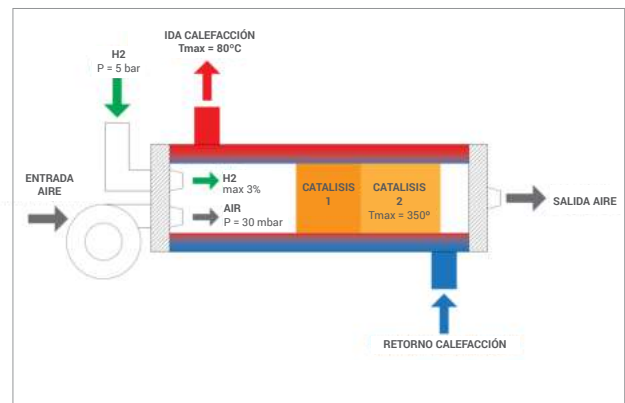 IDA CALEFACCIÓN
Tmax = 80ºC
H2
P = 5 bar
ENTRADA
AIRE
H2
max 3%
AIR
P = 30 mbar
CATALISIS
1
CATALISIS
2
Tmax = 350º
SALIDA AIRE
RETORNO CALEFACCIÓN